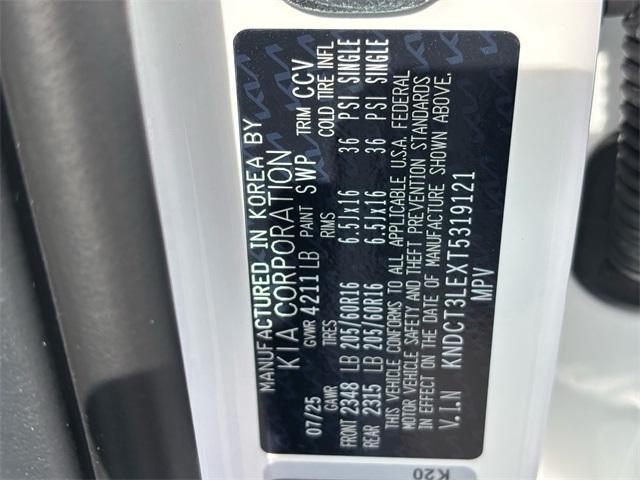 MANUFACTURED IN KOREA BY
KIA CORPORATION
07/25 GVWR 4211LB PAINT SWP TRIM CCV
GAWR TIRES RIMS COLD TIRE INFL
FRONT 2348 LB 205/60R16 6.5Jx16 36 PSI SINGLE
REAR 2315 LB 205/60R16 6.5Jx16 36 PSI SINGLE
THIS VEHICLE CONFORMS TO ALL APPLICABLE U.S.A. FEDERAL
MOTOR VEHICLE SAFETY AND THEFT PREVENTION STANDARDS
IN EFFECT ON THE DATE OF MANUFACTURE SHOWN ABOVE.
V.I.N KNDCT3LEXT5319121
MPV
K20